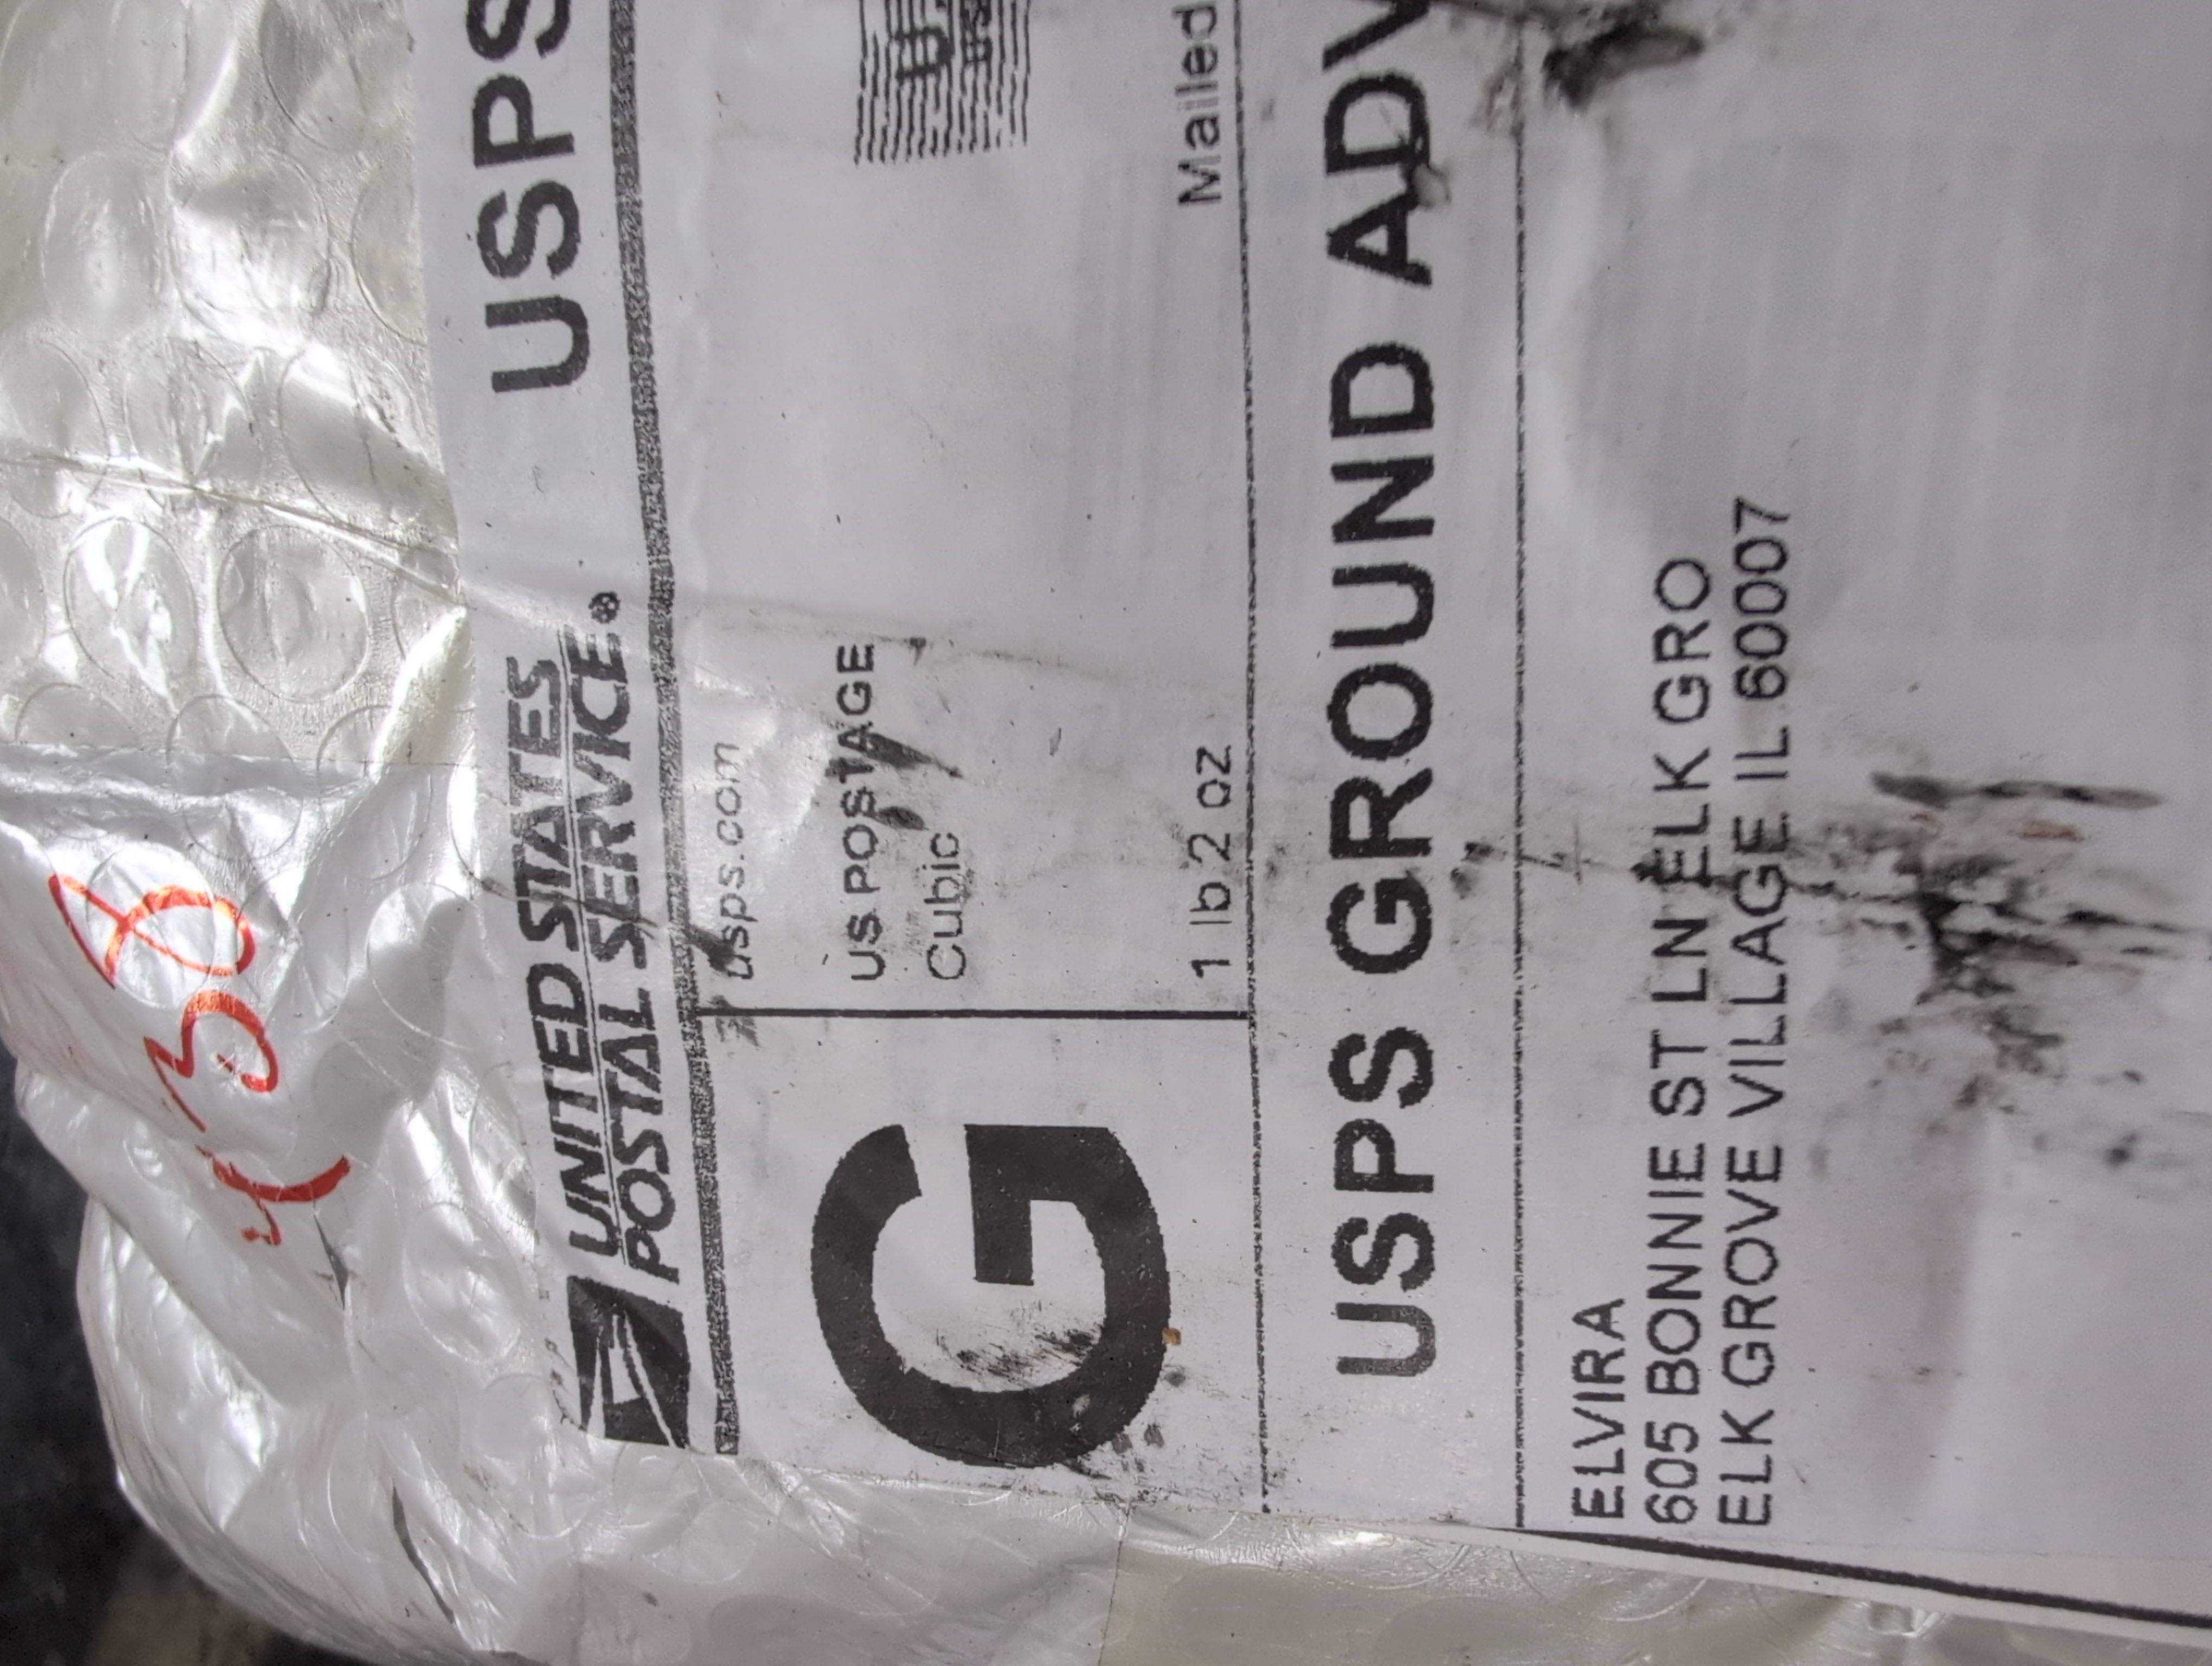 USPS
UNITED STATES
POSTAL SERVICE®
usps.com
US POSTAGE
Cubic
1 lb 2 oz
Mailed
G
USPS GROUND ADV
ELVIRA
605 BONNIE ST LN ELK GRO
ELK GROVE VILLAGE IL 60007